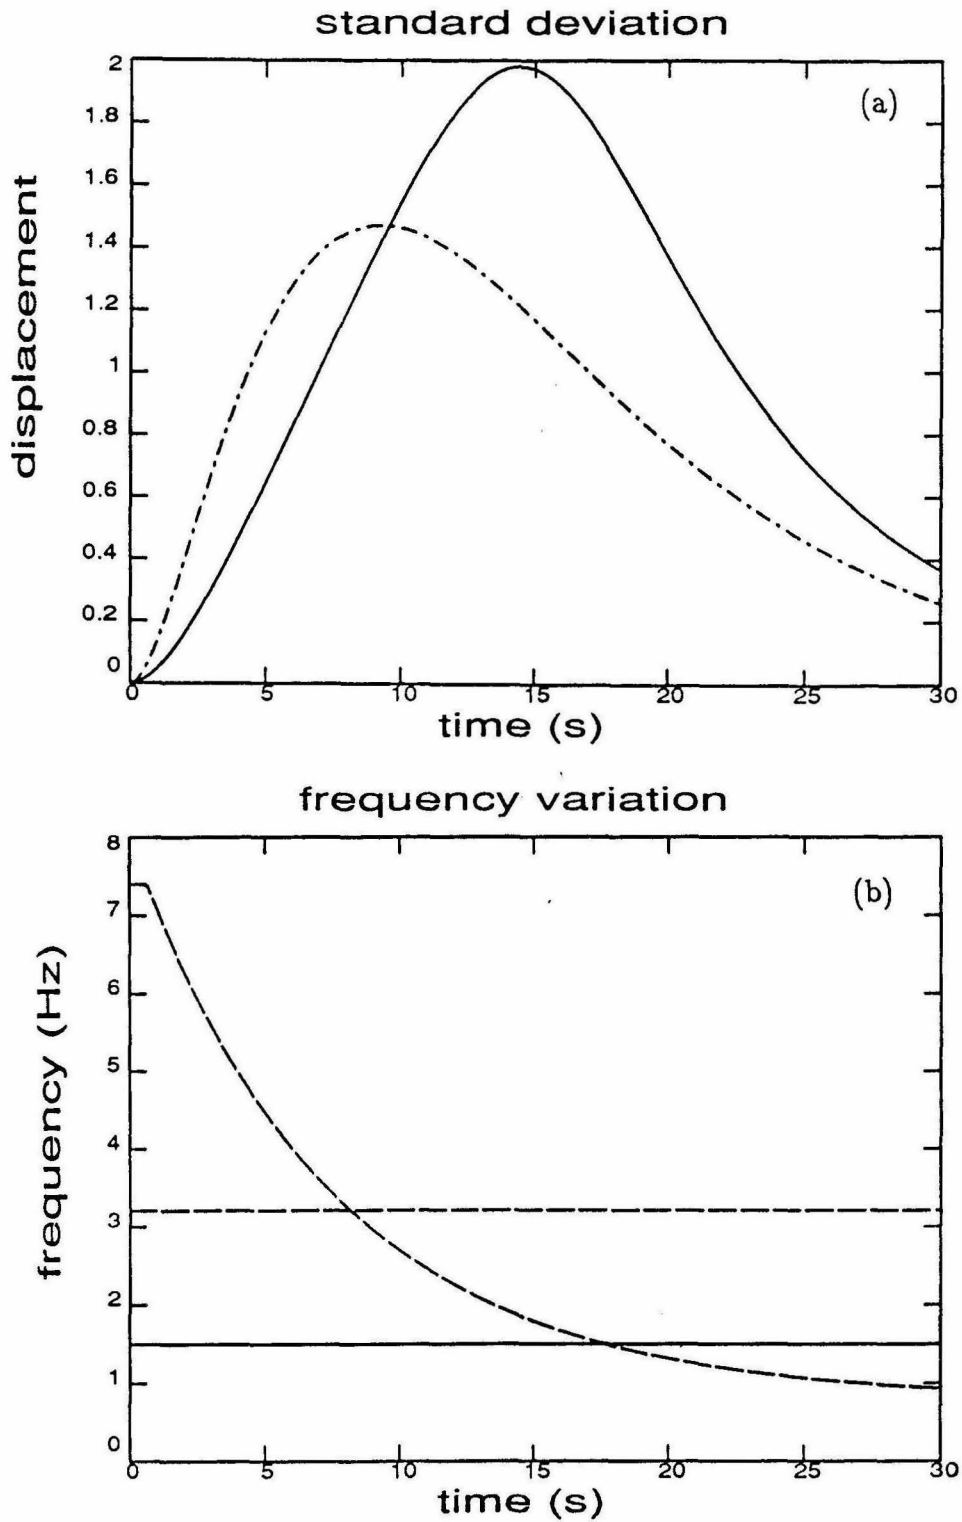 standard deviation
(a)
displacement
2
1.8
1.6
1.4
1.2
1
0.8
0.6
0.4
0.2
0
0 5 10 15 20 25 30
time (s)
frequency variation
(b)
frequency (Hz)
8
7
6
5
4
3
2
1
0
0 5 10 15 20 25 30
time (s)